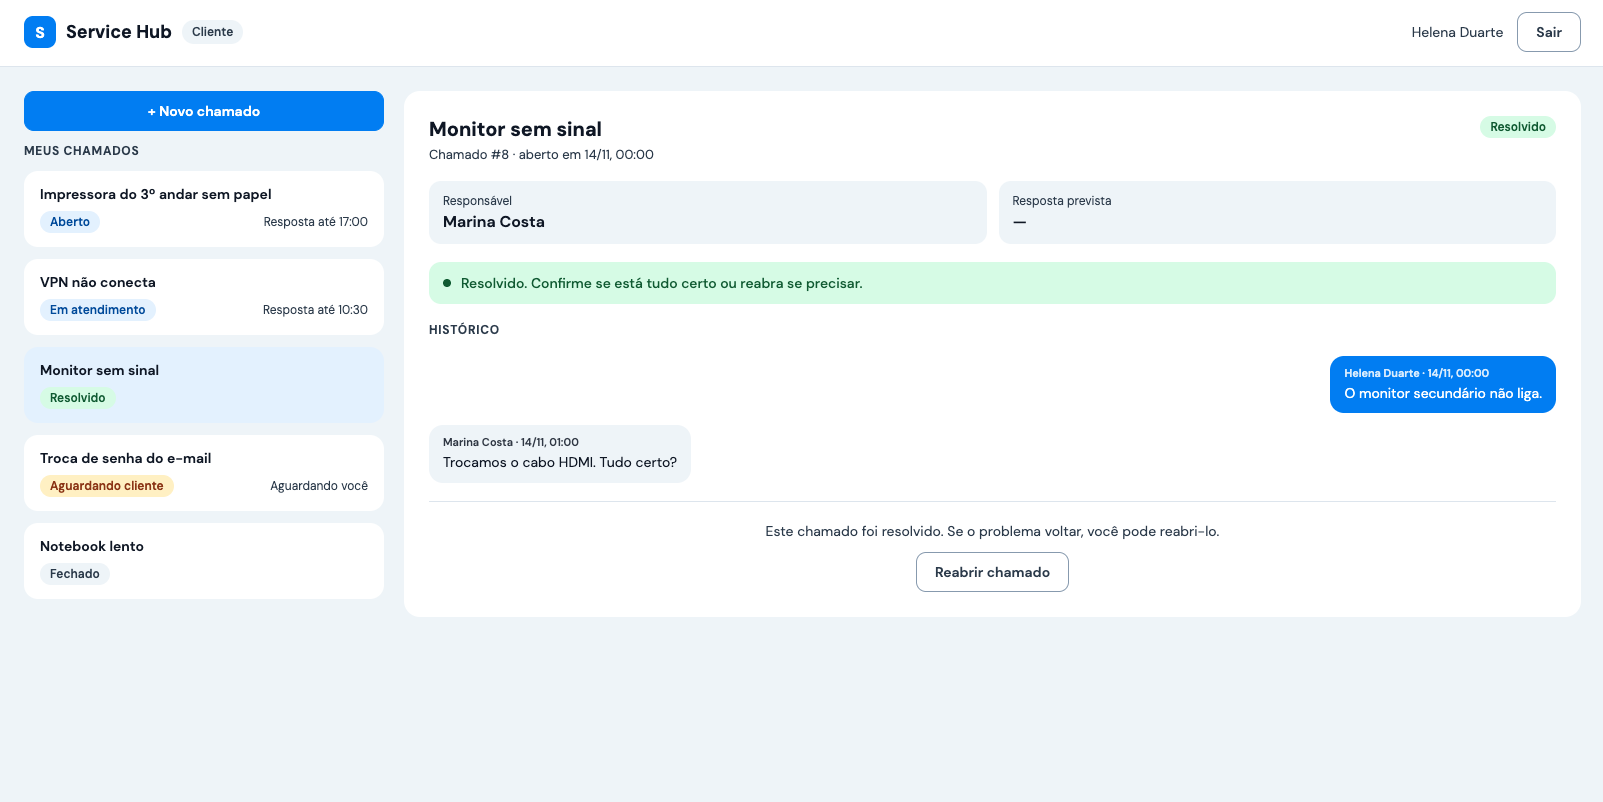 S Service Hub Cliente
Helena Duarte Sair
+ Novo chamado
MEUS CHAMADOS
Impressora do 3º andar sem papel
Aberto Resposta até 17:00
VPN não conecta
Em atendimento Resposta até 10:30
Monitor sem sinal
Resolvido
Troca de senha do e-mail
Aguardando cliente Aguardando você
Notebook lento
Fechado
Monitor sem sinal
Resolvido
Chamado #8 · aberto em 14/11, 00:00
Responsável
Marina Costa
Resposta prevista
—
Resolvido. Confirme se está tudo certo ou reabra se precisar.
HISTÓRICO
Helena Duarte · 14/11, 00:00
O monitor secundário não liga.
Marina Costa · 14/11, 01:00
Trocamos o cabo HDMI. Tudo certo?
Este chamado foi resolvido. Se o problema voltar, você pode reabri-lo.
Reabrir chamado